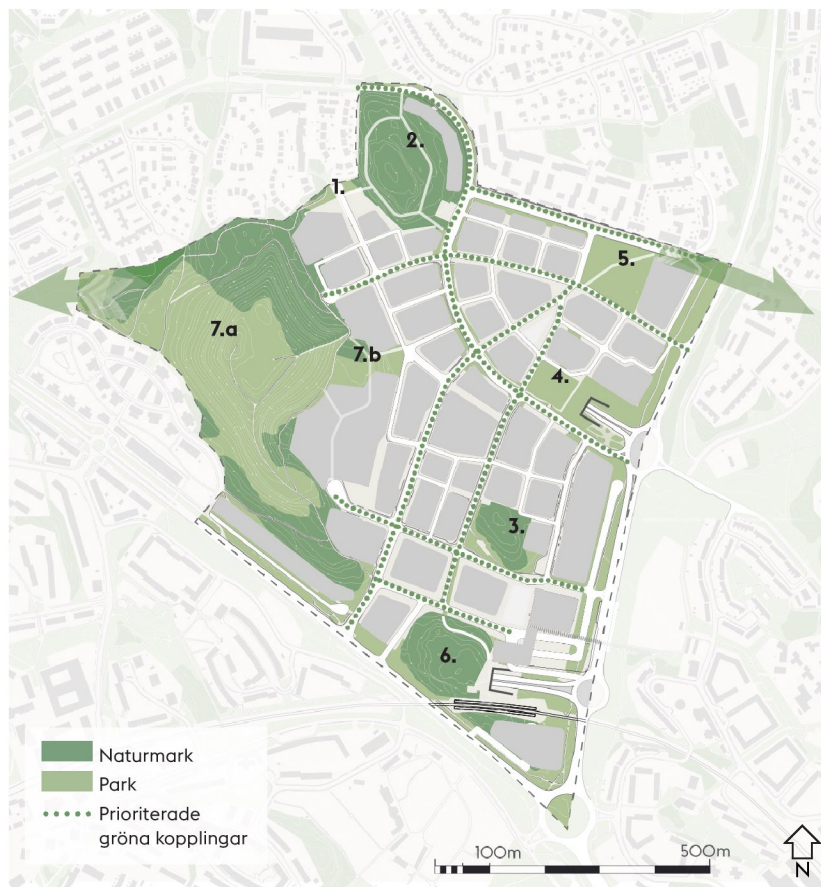 2.
1.
5.
7.a
7.b
4.
3.
6.
Naturmark
Park
Prioriterade
gröna kopplingar
100m
500m
N